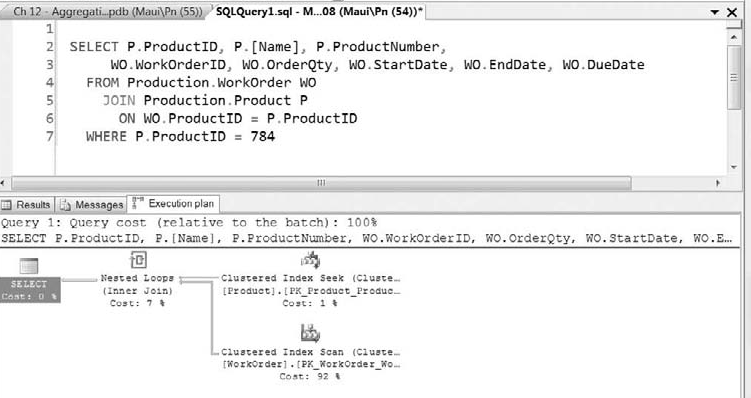 Ch 12 - Aggregati...pdb (Maui\Pn (55)) SQLQuery1.sql - M...08 (Maui\Pn (54))*
1
2 SELECT P.ProductID, P.[Name], P.ProductNumber,
3 WO.WorkOrderID, WO.OrderQty, WO.StartDate, WO.EndDate, WO.DueDate
4 FROM Production.WorkOrder WO
5 JOIN Production.Product P
6 ON WO.ProductID = P.ProductID
7 WHERE P.ProductID = 784
Results Messages Execution plan
Query 1: Query cost (relative to the batch): 100%
SELECT P.ProductID, P.[Name], P.ProductNumber, WO.WorkOrderID, WO.OrderQty, WO.StartDate, WO.E...
SELECT
Cost: 0 %
Nested Loops
(Inner Join)
Cost: 7 %
Clustered Index Seek (Cluste...
[Product].[PK_Product_Produc...
Cost: 1 %
Clustered Index Scan (Cluste...
[WorkOrder].[PK_WorkOrder_Wo...
Cost: 92 %